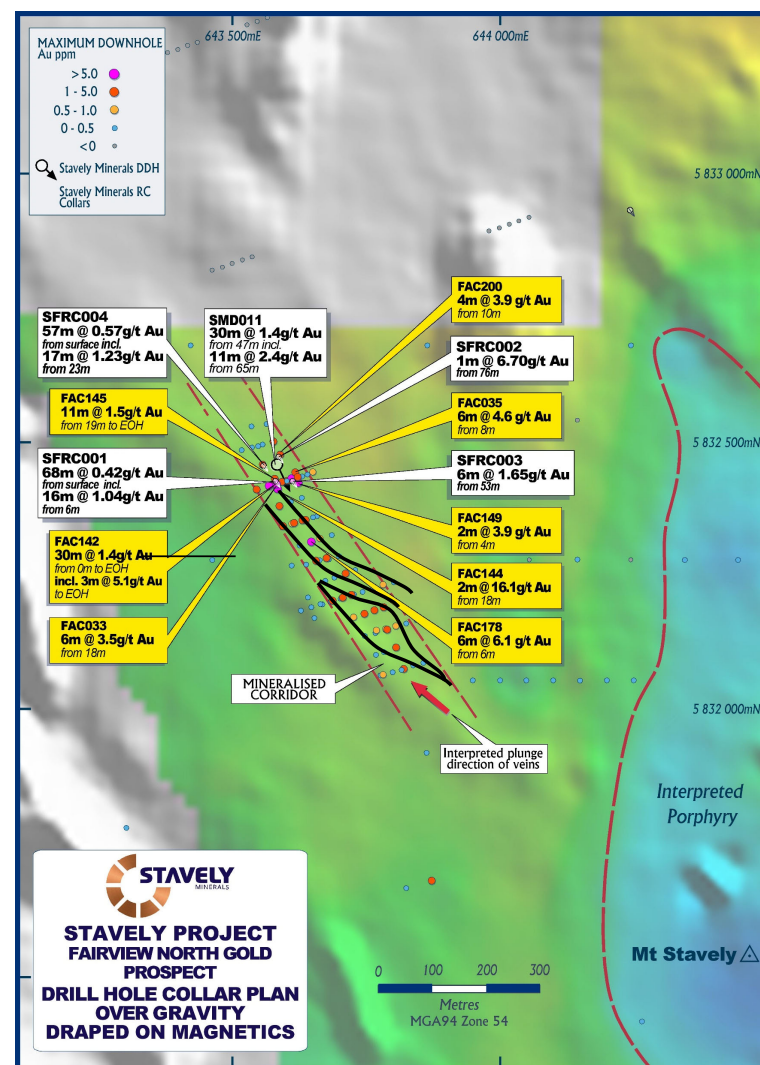 643 500mE
644 000mE
MAXIMUM DOWNHOLE
Au ppm
>5.0
1 - 5.0
0.5 - 1.0
0 - 0.5
<0
Stavely Minerals DDH
Stavely Minerals RC
Collars
5 833 000mN
FAC200
4m @ 3.9 g/t Au
from 10m
SFRC004
57m @ 0.57g/t Au
from surface incl.
17m @ 1.23g/t Au
from 23m
SMD011
30m @ 1.4g/t Au
from 47m incl.
11m @ 2.4g/t Au
from 65m
SFRC002
1m @ 6.70g/t Au
from 76m
FAC145
11m @ 1.5g/t Au
from 19m to EOH
FAC035
6m @ 4.6 g/t Au
from 8m
5 832 500mN
SFRC001
68m @ 0.42g/t Au
from surface incl.
16m @ 1.04g/t Au
from 6m
SFRC003
6m @ 1.65g/t Au
from 53m
FAC149
2m @ 3.9 g/t Au
from 4m
FAC142
30m @ 1.4g/t Au
from 0m to EOH
incl. 3m @ 5.1g/t Au
to EOH
FAC144
2m @ 16.1g/t Au
from 18m
FAC033
6m @ 3.5g/t Au
from 18m
FAC178
6m @ 6.1 g/t Au
from 6m
MINERALISED
CORRIDOR
5 832 000mN
Interpreted plunge
direction of veins
Interpreted
Porphyry
STAVELY
MINERALS
STAVELY PROJECT
FAIRVIEW NORTH GOLD
PROSPECT
DRILL HOLE COLLAR PLAN
OVER GRAVITY
DRAPED ON MAGNETICS
Mt Stavely
0 100 200 300
Metres
MGA94 Zone 54